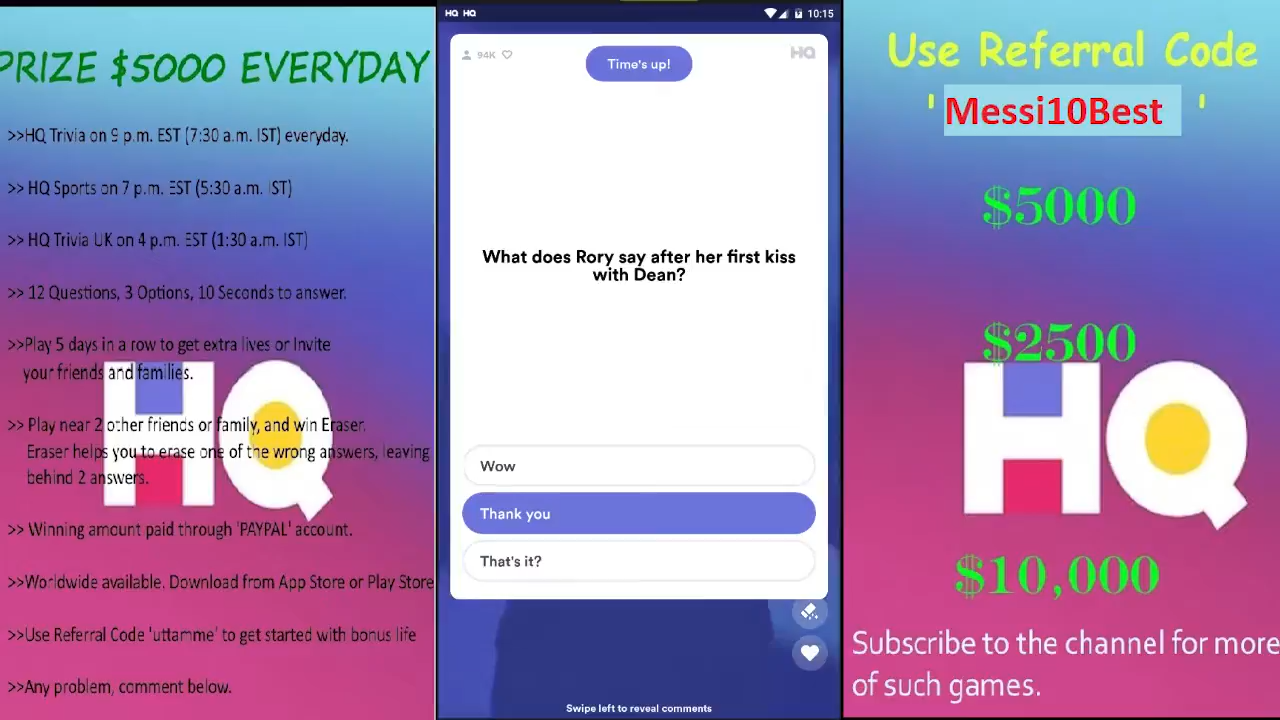 PRIZE $5000 EVERYDAY
>>HQ Trivia on 9 p.m. EST (7:30 a.m. IST) everyday.
>> HQ Sports on 7 p.m. EST (5:30 a.m. IST)
>> HQ Trivia UK on 4 p.m. EST (1:30 a.m. IST)
>> 12 Questions, 3 Options, 10 Seconds to answer.
>>Play 5 days in a row to get extra lives or Invite
your friends and families.
>> Play near 2 other friends or family, and win Eraser.
Eraser helps you to erase one of the wrong answers, leaving
behind 2 answers.
>> Winning amount paid through 'PAYPAL' account.
>>Worldwide available. Download from App Store or Play Store
>>Use Referral Code 'uttamme' to get started with bonus life
>>Any problem, comment below.
HQ
HQ HQ
10:15
94K
Time's up!
HQ
What does Rory say after her first kiss
with Dean?
Wow
Thank you
That's it?
Swipe left to reveal comments
Use Referral Code
' Messi10Best '
$5000
$2500
HQ
$10,000
Subscribe to the channel for more
of such games.